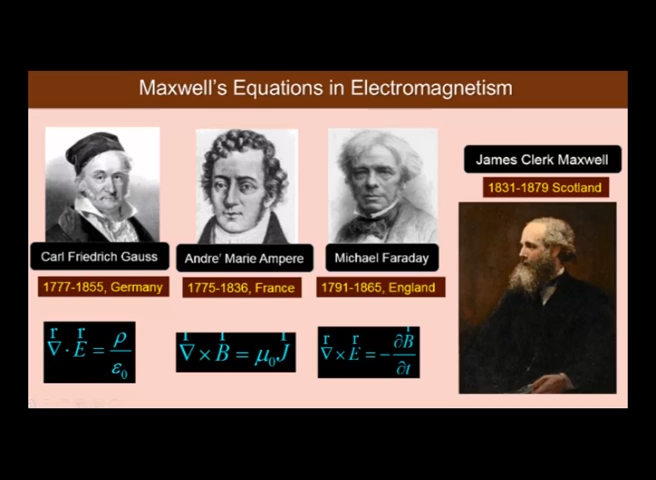 Maxwell's Equations in Electromagnetism
James Clerk Maxwell
1831-1879 Scotland
Carl Friedrich Gauss
Andre' Marie Ampere
Michael Faraday
1777-1855, Germany
1775-1836, France
1791-1865, England
r r
∇ · E = ρ / ε₀
∇ × B = μ₀J
r r
∇ × E = − ∂B / ∂t